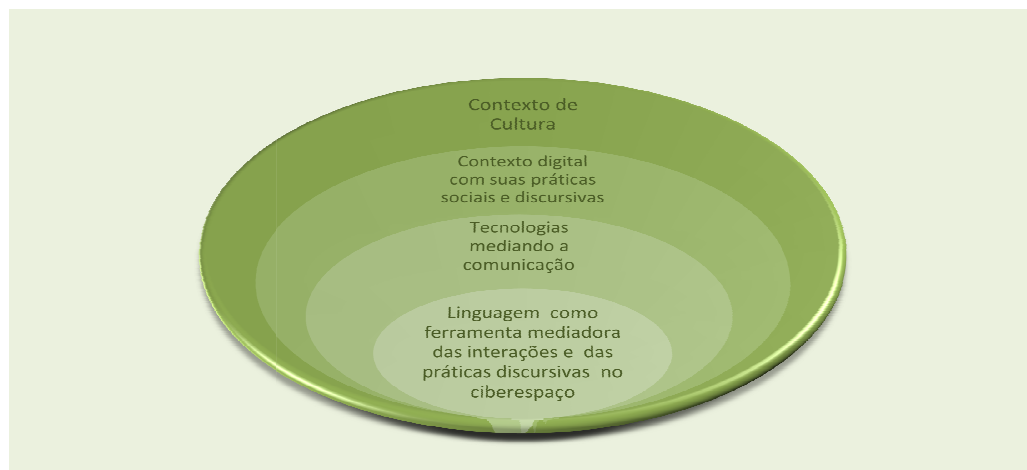 Contexto de
Cultura
Contexto digital
com suas práticas
sociais e discursivas
Tecnologias
mediando a
comunicação
Linguagem como
ferramenta mediadora
das interações e das
práticas discursivas no
ciberespaço